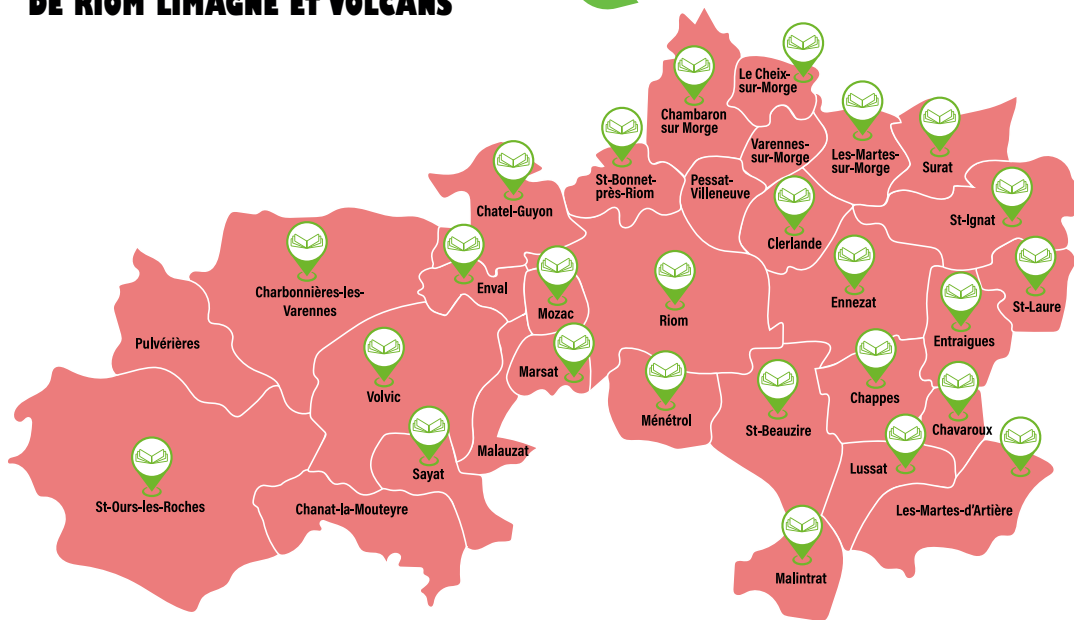 DE RIOM LIMAGNE ET VOLCANS
Le Cheix-
sur-Morge
Chambaron
sur Morge
Varennes-
sur-Morge
Les-Martes-
sur-Morge
Surat
St-Bonnet-
près-Riom
Pessat-
Villeneuve
Chatel-Guyon
St-Ignat
Clerlande
Charbonnières-les-
Varennes
Enval
Mozac
Riom
Ennezat
St-Laure
Entraigues
Pulvérières
Marsat
Volvic
Chappes
Ménétrol
St-Beauzire
Chavaroux
Malauzat
Sayat
Lussat
St-Ours-les-Roches
Chanat-la-Mouteyre
Les-Martes-d'Artière
Malintrat